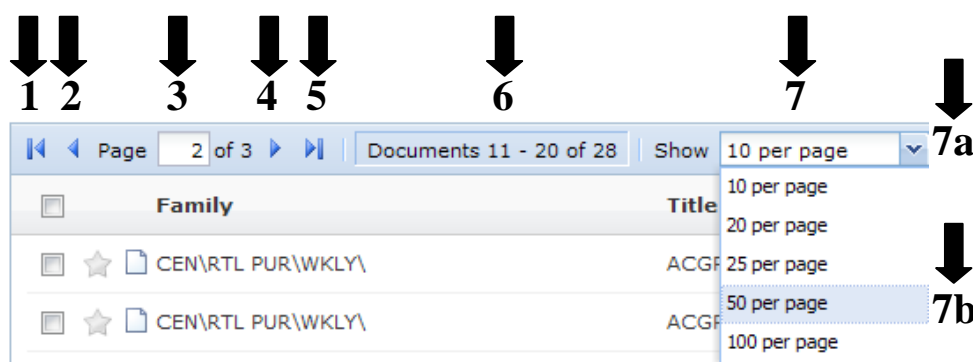 1 2 3 4 5 6 7
7a
Page 2 of 3 Documents 11 - 20 of 28 Show 10 per page
10 per page
Family Title
20 per page
CEN\RTL PUR\WKLY\ ACGP 25 per page
7b
50 per page
CEN\RTL PUR\WKLY\ ACGP
100 per page